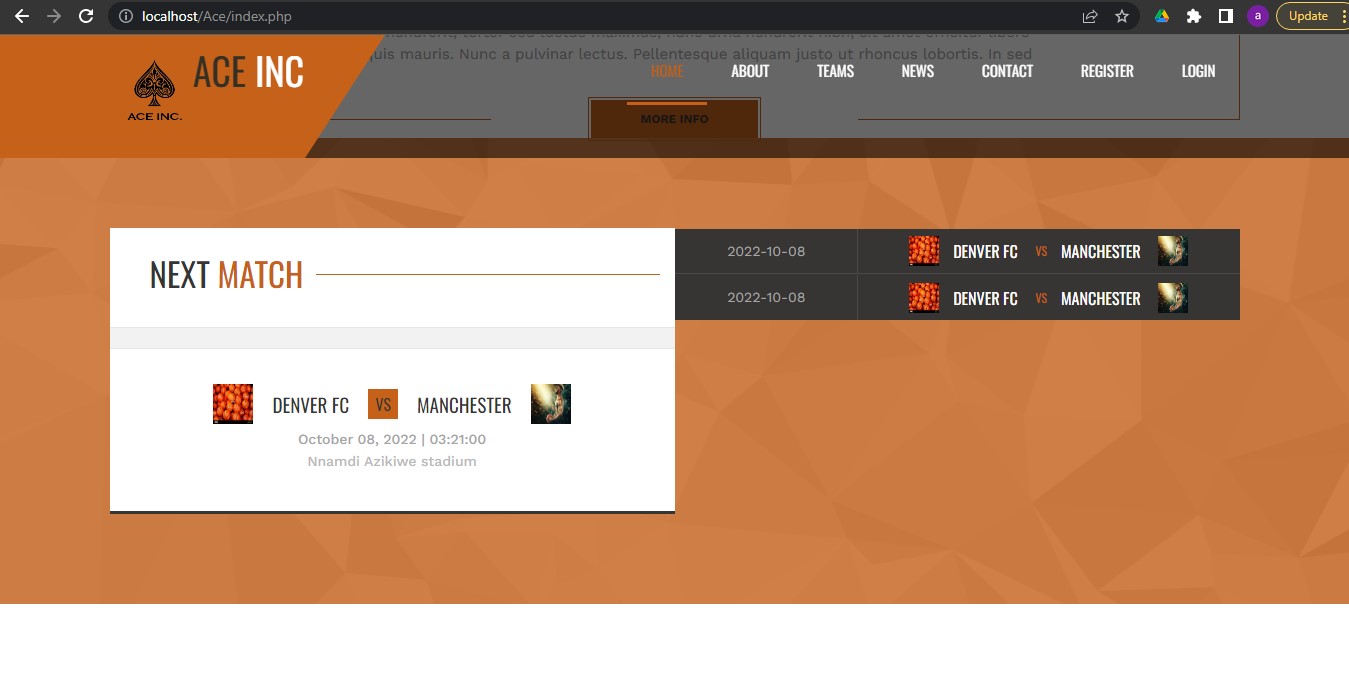 localhost/Ace/index.php
a
Update
quis mauris. Nunc a pulvinar lectus. Pellentesque aliquam justo ut rhoncus lobortis. In sed
ACE INC
ACE INC.
HOME ABOUT TEAMS NEWS CONTACT REGISTER LOGIN
MORE INFO
NEXT MATCH
2022-10-08 DENVER FC VS MANCHESTER
2022-10-08 DENVER FC VS MANCHESTER
DENVER FC VS MANCHESTER
October 08, 2022 | 03:21:00
Nnamdi Azikiwe stadium